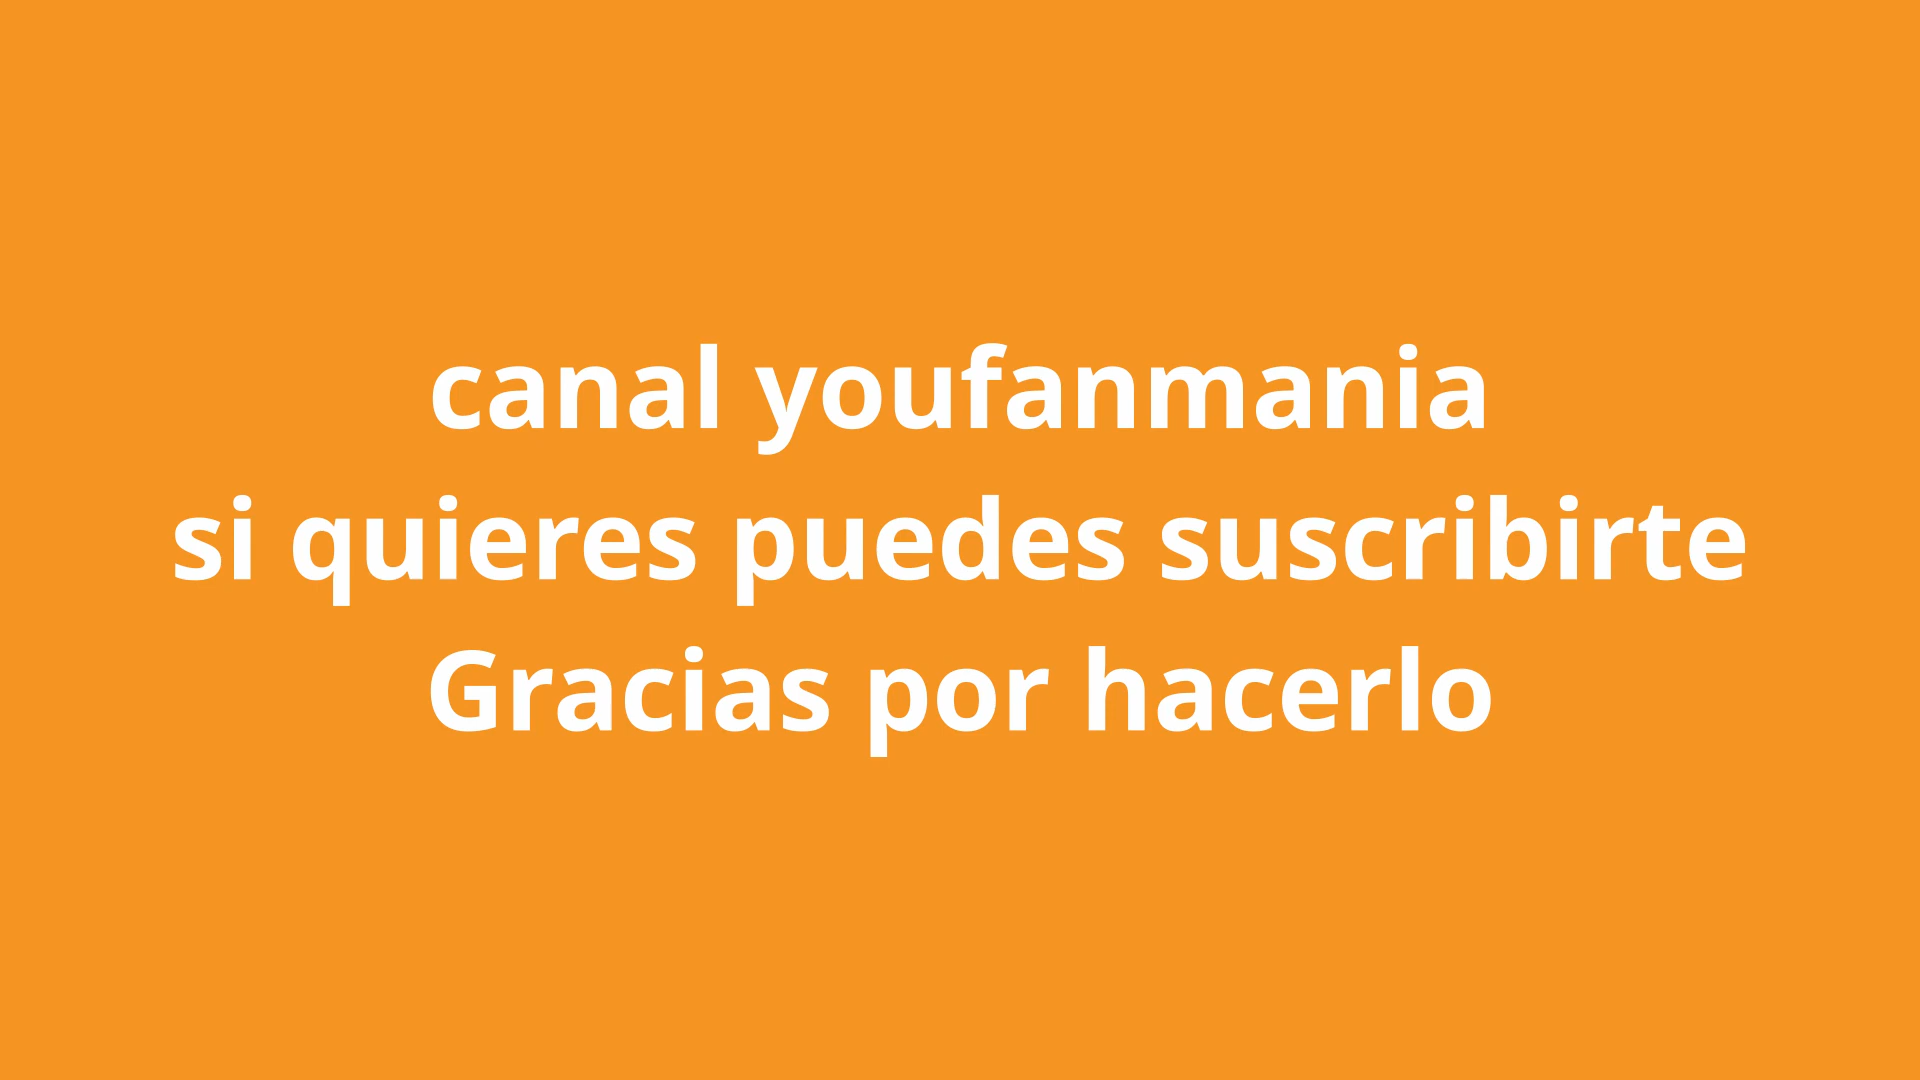 canal youfanmania
si quieres puedes suscribirte
Gracias por hacerlo